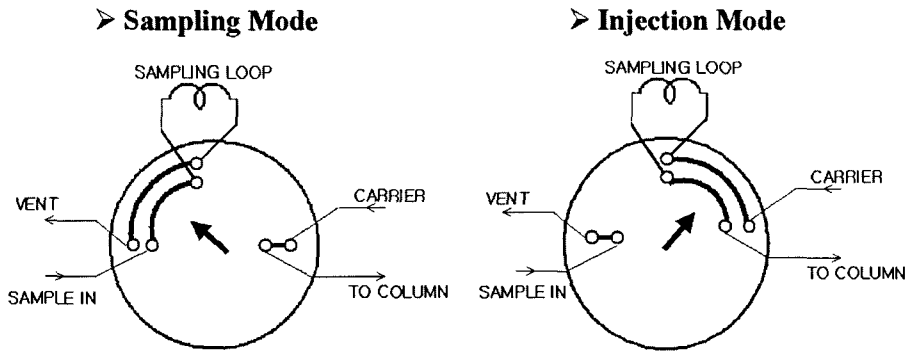 ➢ Sampling Mode
SAMPLING LOOP
VENT
CARRIER
SAMPLE IN
TO COLUMN
➢ Injection Mode
SAMPLING LOOP
VENT
CARRIER
SAMPLE IN
TO COLUMN